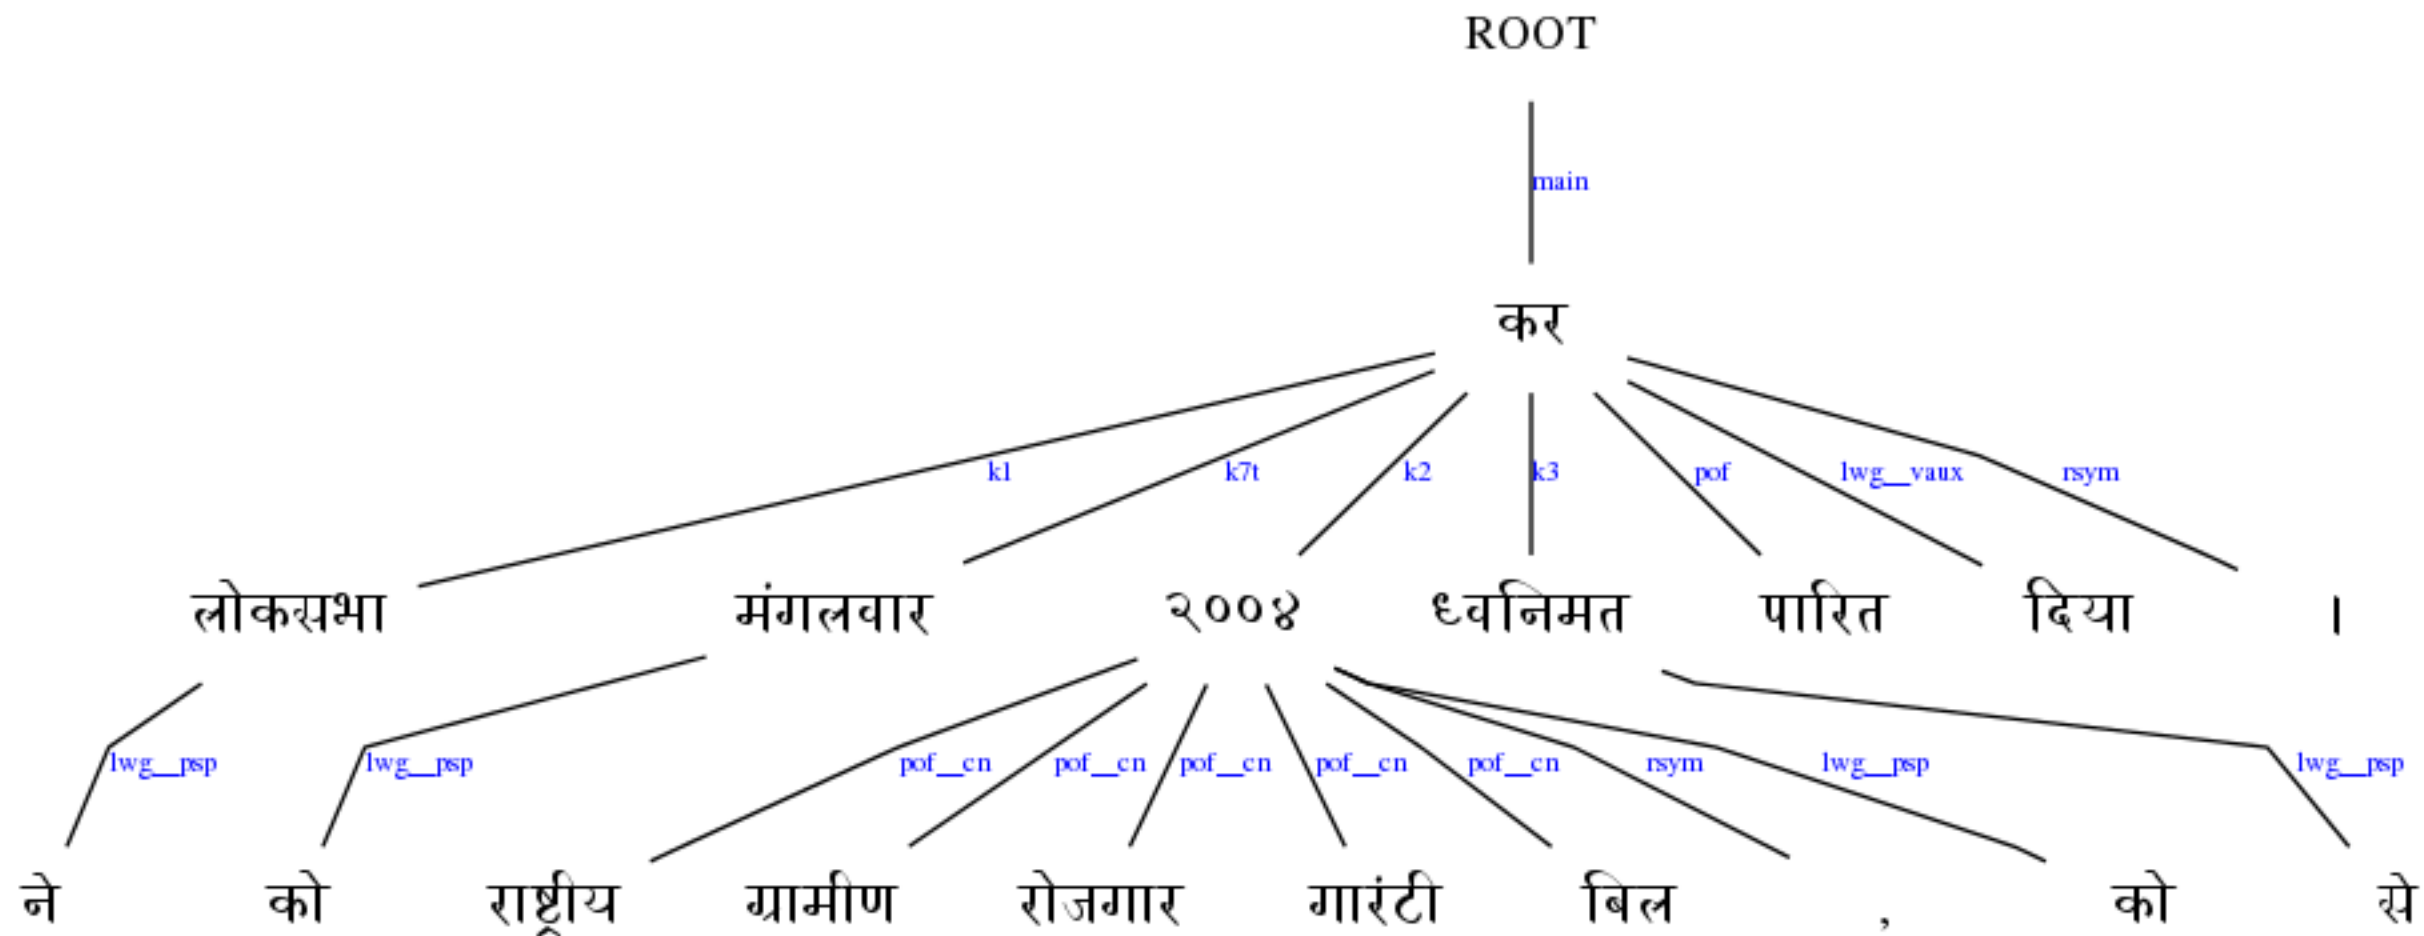 ROOT
main
कर
k1 k7t k2 k3 pof lwg__vaux rsym
लोकसभा मंगलवार २००४ ध्वनिमत पारित दिया ।
lwg__psp lwg__psp pof__cn pof__cn pof__cn pof__cn pof__cn rsym lwg__psp lwg__psp
ने को राष्ट्रीय ग्रामीण रोजगार गारंटी बिल , को से